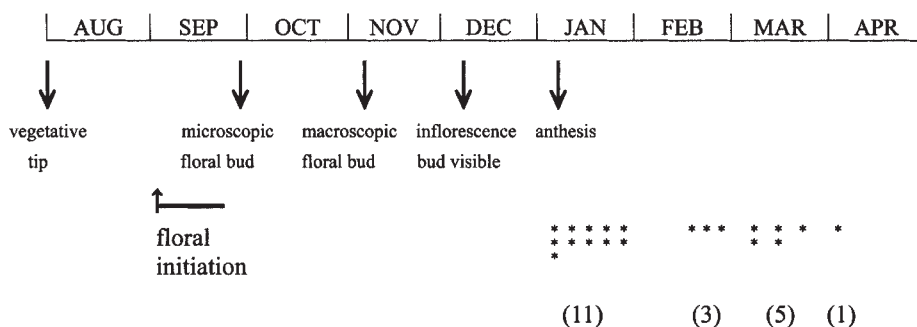 AUG SEP OCT NOV DEC JAN FEB MAR APR
vegetative microscopic macroscopic inflorescence anthesis
tip floral bud floral bud bud visible
floral
initiation
* * * * * * * * * * * *
* * * * * * *
*
(11) (3) (5) (1)